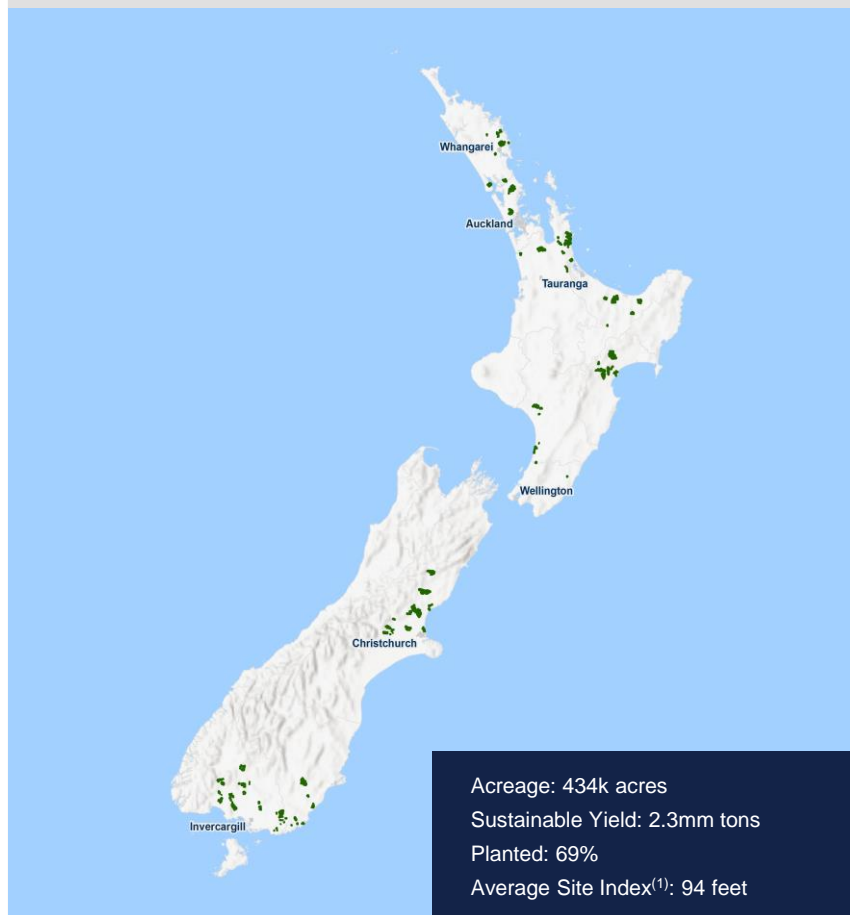 Whangarei
Auckland
Tauranga
Wellington
Christchurch
Invercargill
Acreage: 434k acres
Sustainable Yield: 2.3mm tons
Planted: 69%
Average Site Index(1): 94 feet